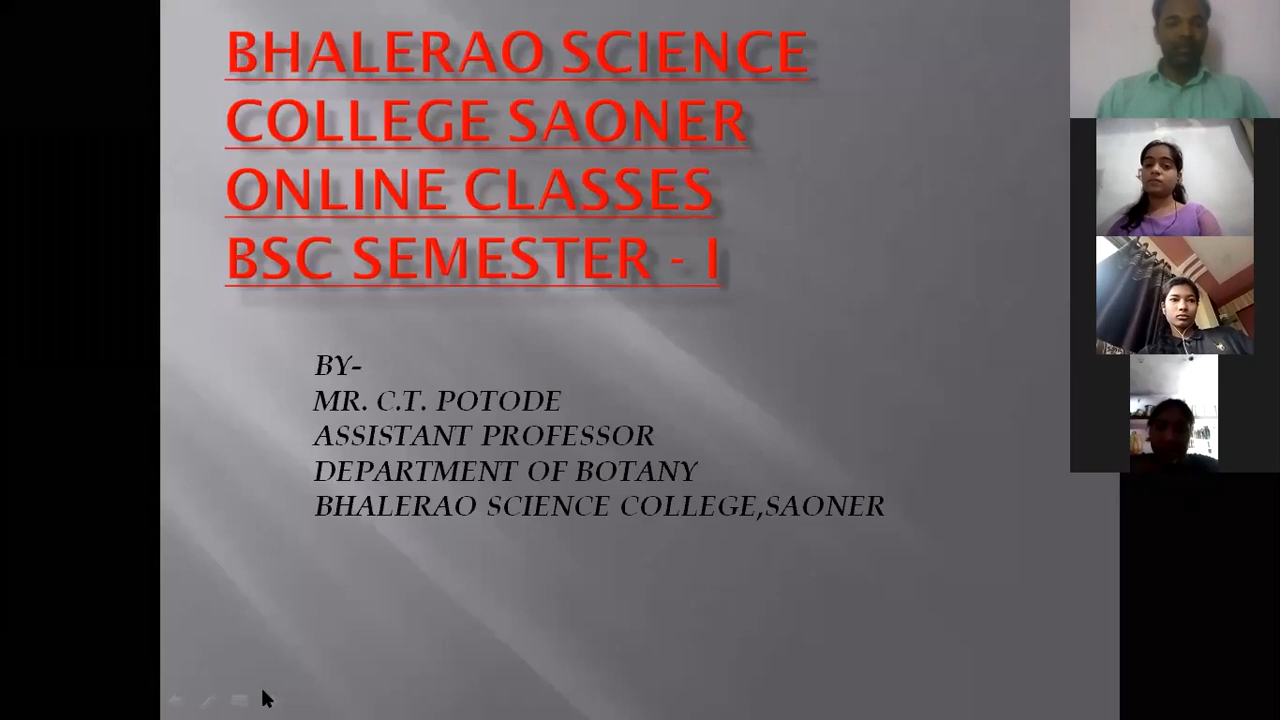 BHALERAO SCIENCE
COLLEGE SAONER
ONLINE CLASSES
BSC SEMESTER - I
BY-
MR. C.T. POTODE
ASSISTANT PROFESSOR
DEPARTMENT OF BOTANY
BHALERAO SCIENCE COLLEGE,SAONER